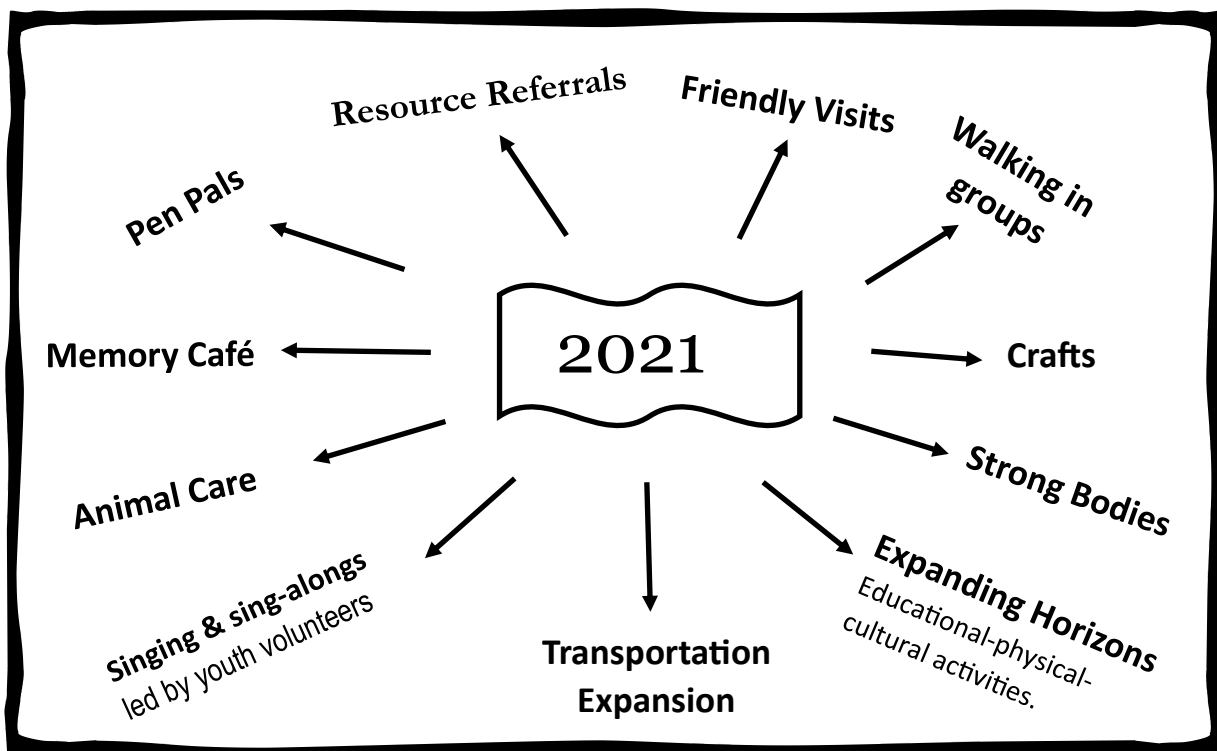 Resource Referrals
Friendly Visits
Walking in
groups
Pen Pals
2021
Memory Café
Crafts
Animal Care
Strong Bodies
Singing & sing-alongs
led by youth volunteers
Transportation
Expansion
Expanding Horizons
Educational-physical-
cultural activities.